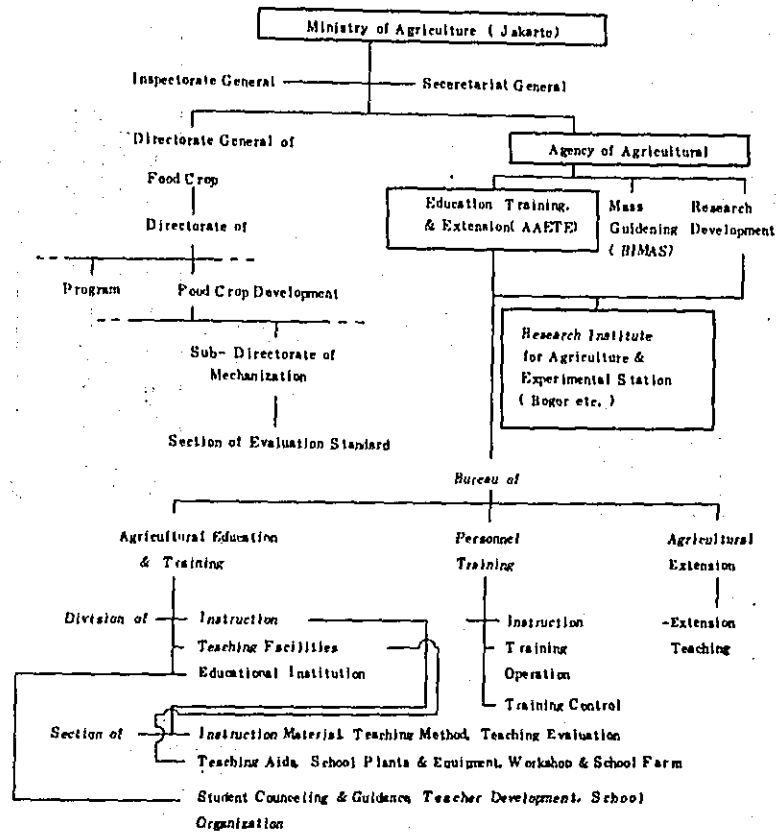 Ministry of Agriculture ( Jakarta)
Inspectorate General
Secretarial General
Directorate General of
Food Crop
Agency of Agricultural
Directorate of
Education Training.
& Extension( AAETE)
Mass
Guidening
( BIMAS)
Research
Development
Program
Food Crop Development
Sub- Directorate of
Mechanization
Section of Evaluation Standard
Research Institute
for Agriculture &
Experimental Station
( Bogor etc. )
Bureau of
Agricultural Education
& Training
Personnel
Training
Agricultural
Extension
Division of
Instruction
Teaching Facilities
Educational Institution
Instruction
Training
Operation
Training Control
-Extension
Teaching
Section of
Instruction Material, Teaching Method, Teaching Evaluation
Teaching Aids, School Plants & Equipment, Workshop & School Farm
Student Counceling & Guidance, Teacher Development, School
Organization